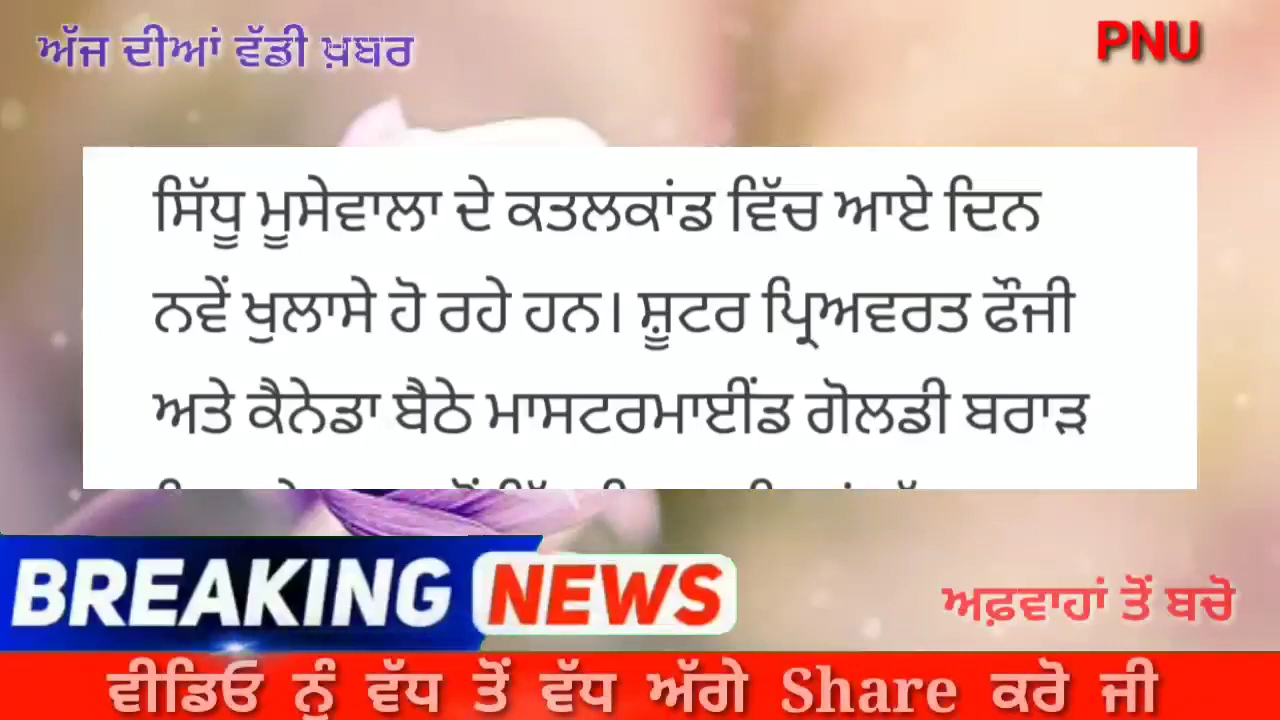 ਅੱਜ ਦੀਆਂ ਵੱਡੀ ਖ਼ਬਰ
PNU
ਸਿੱਧੂ ਮੂਸੇਵਾਲਾ ਦੇ ਕਤਲਕਾਂਡ ਵਿੱਚ ਆਏ ਦਿਨ
ਨਵੇਂ ਖੁਲਾਸੇ ਹੋ ਰਹੇ ਹਨ। ਸ਼ੂਟਰ ਪ੍ਰਿਅਵਰਤ ਫੌਜੀ
ਅਤੇ ਕੈਨੇਡਾ ਬੈਠੇ ਮਾਸਟਰਮਾਈਂਡ ਗੋਲਡੀ ਬਰਾੜ
BREAKING NEWS
ਅਫ਼ਵਾਹਾਂ ਤੋਂ ਬਚੋ
ਵੀਡਿਓ ਨੂੰ ਵੱਧ ਤੋਂ ਵੱਧ ਅੱਗੇ Share ਕਰੋ ਜੀ